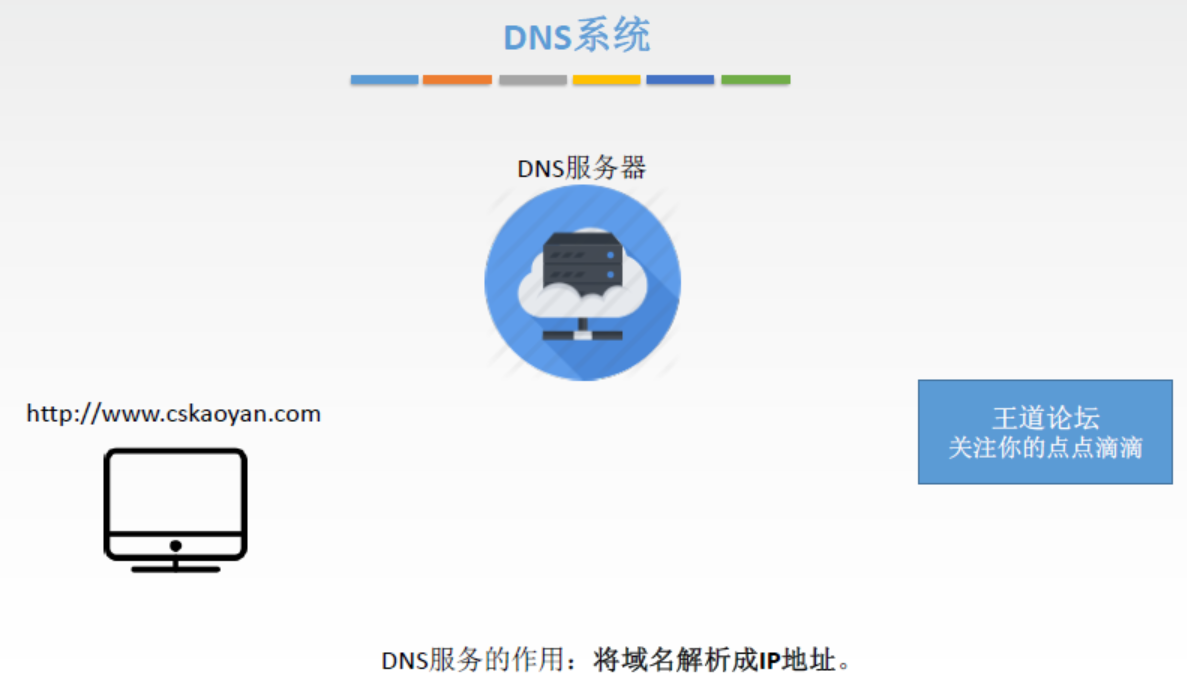 DNS系统
DNS服务器
http://www.cskaoyan.com
王道论坛
关注你的点点滴滴
DNS服务的作用：将域名解析成IP地址。